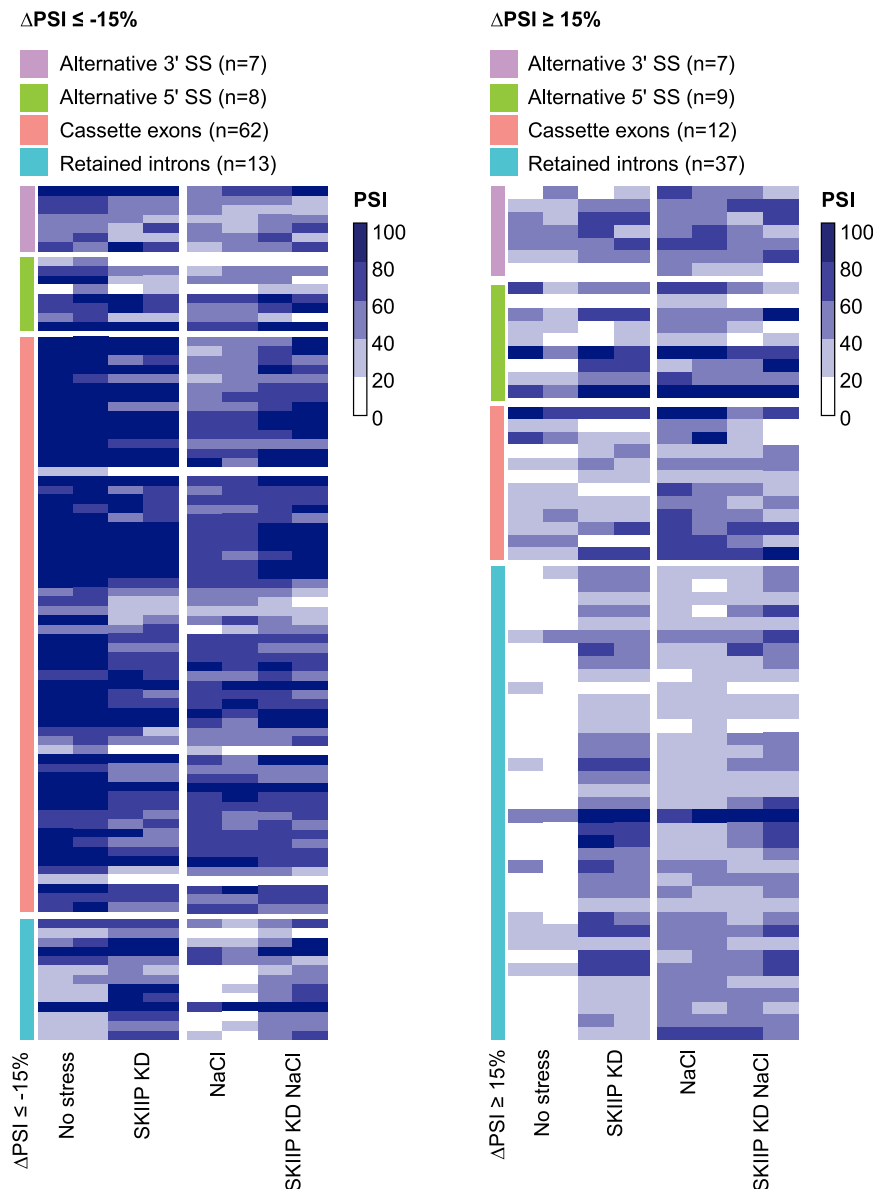 ΔPSI ≤ -15%
Alternative 3' SS (n=7)
Alternative 5' SS (n=8)
Cassette exons (n=62)
Retained introns (n=13)
PSI
100
80
60
40
20
0
ΔPSI ≤ -15%
No stress
SKIIP KD
NaCl
SKIIP KD NaCl
ΔPSI ≥ 15%
Alternative 3' SS (n=7)
Alternative 5' SS (n=9)
Cassette exons (n=12)
Retained introns (n=37)
PSI
100
80
60
40
20
0
ΔPSI ≥ 15%
No stress
SKIIP KD
NaCl
SKIIP KD NaCl